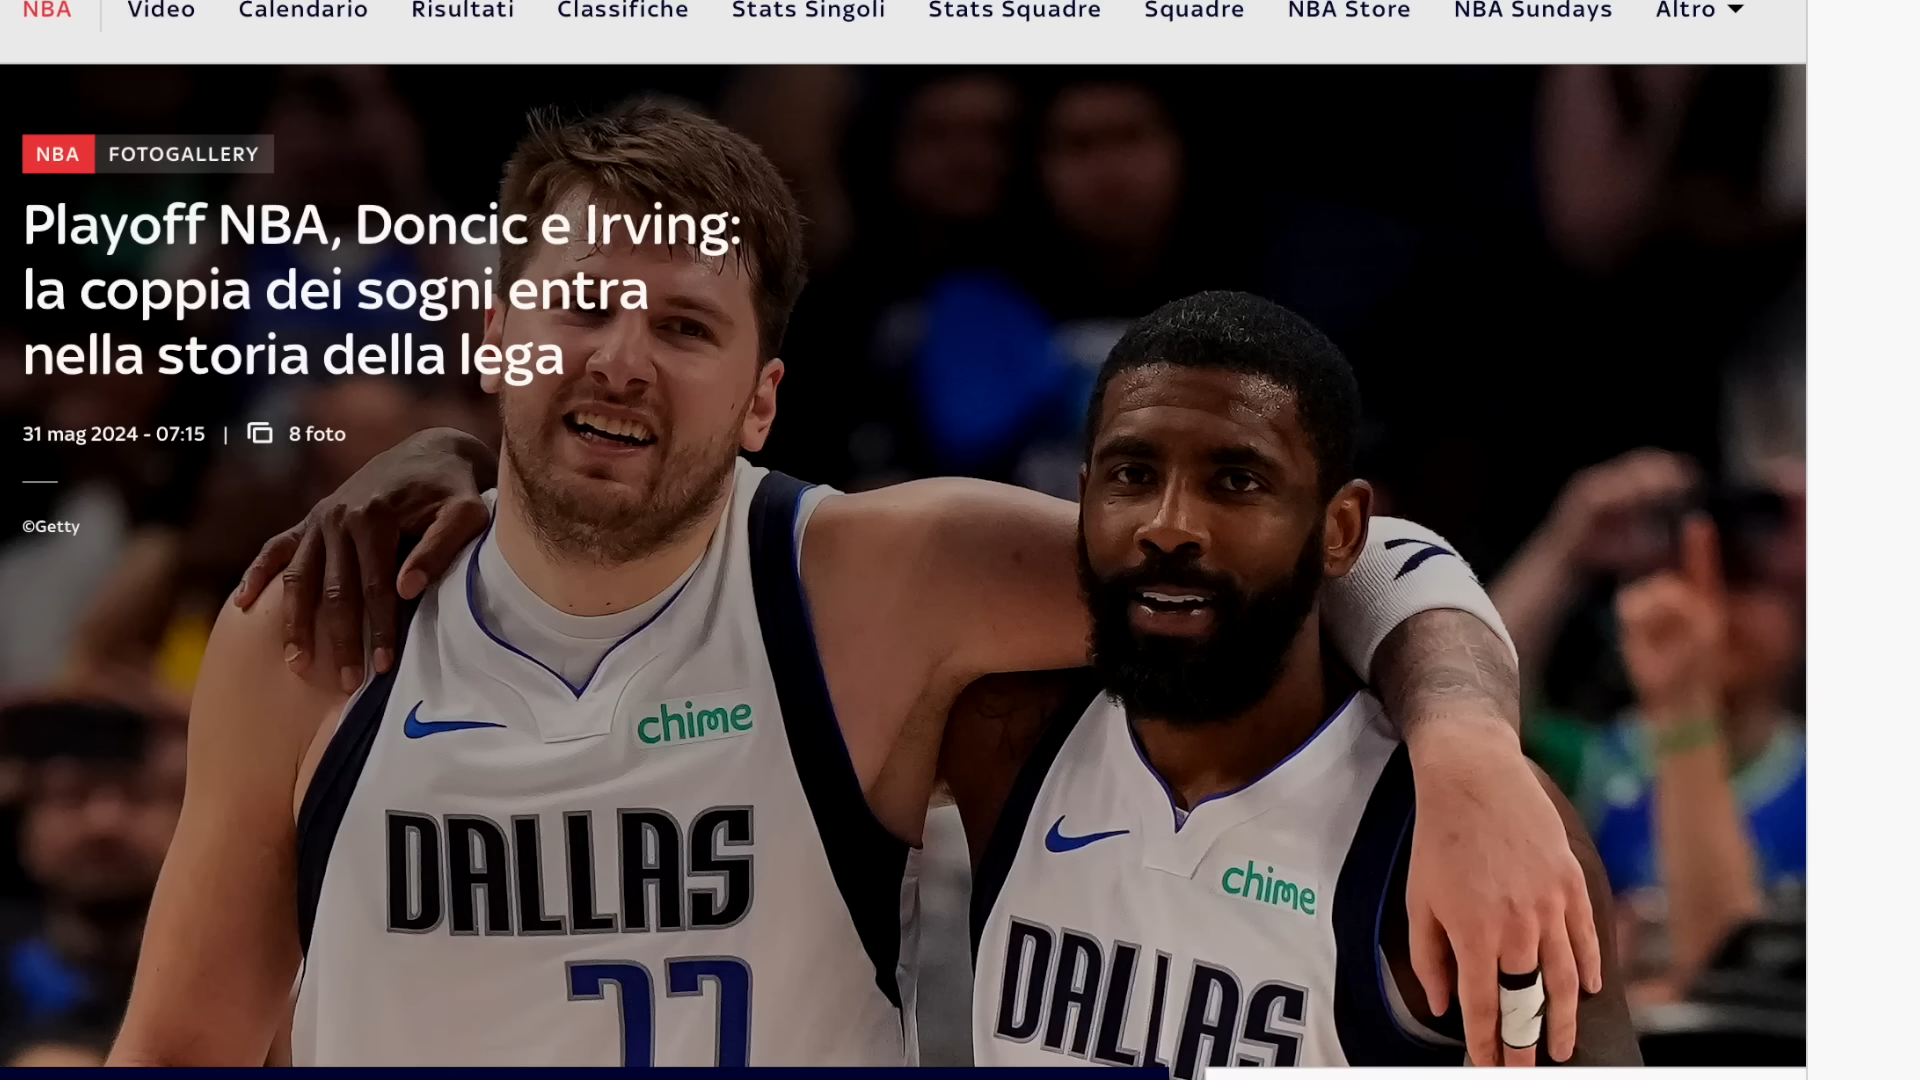 NBA Video Calendario Risultati Classifiche Stats Singoli Stats Squadre Squadre NBA Store NBA Sundays Altro
NBA FOTOGALLERY
Playoff NBA, Doncic e Irving:
la coppia dei sogni entra
nella storia della lega
31 mag 2024 - 07:15 | 8 foto
©Getty
chime
DALLAS
77
chime
DALLAS